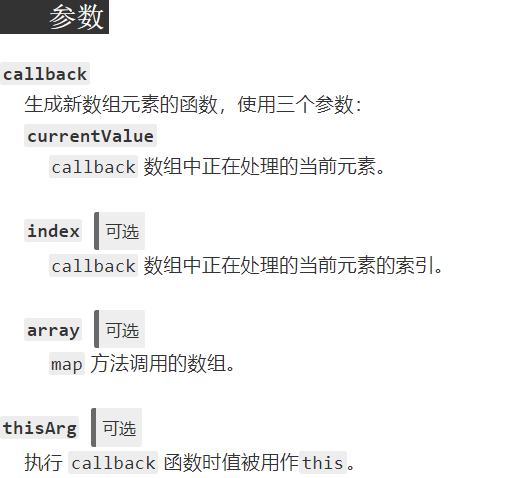 参数
callback
生成新数组元素的函数，使用三个参数：
currentValue
callback 数组中正在处理的当前元素。
index 可选
callback 数组中正在处理的当前元素的索引。
array 可选
map 方法调用的数组。
thisArg 可选
执行 callback 函数时值被用作this。